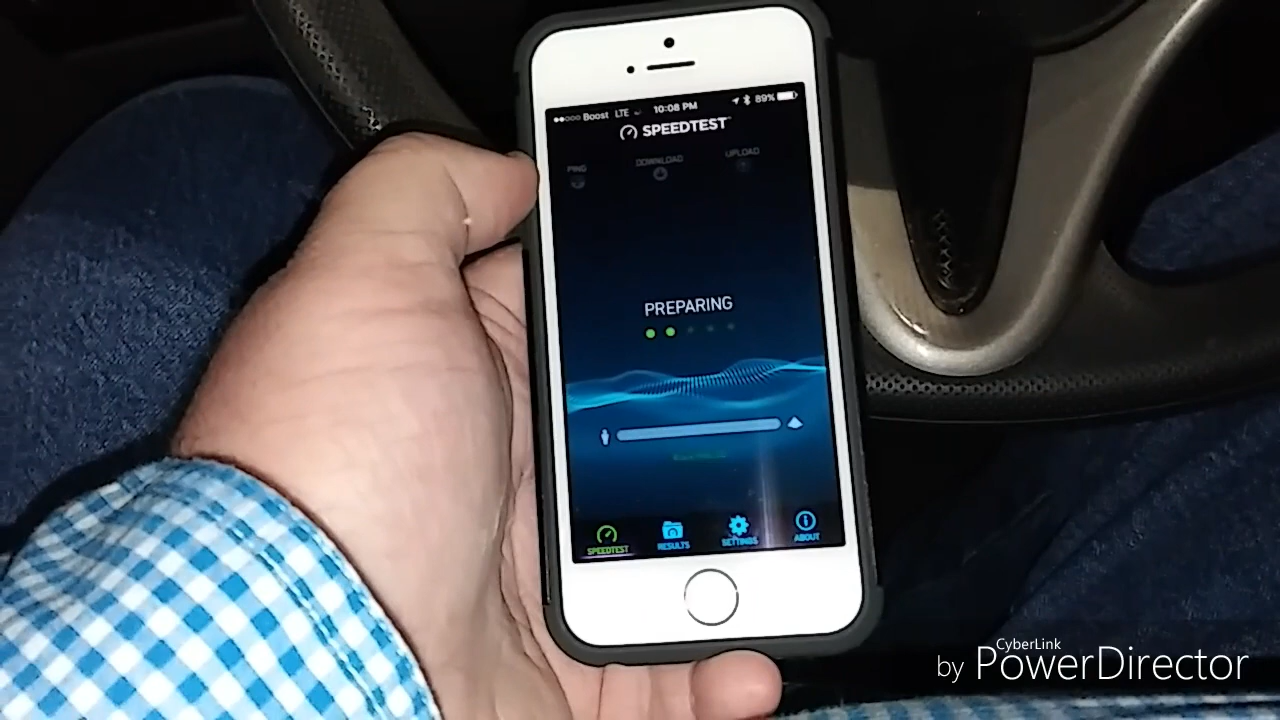 Boost LTE 10:08 PM 89%
SPEEDTEST
PING DOWNLOAD UPLOAD
PREPARING
SPEEDTEST RESULTS SETTINGS ABOUT
CyberLink
by PowerDirector